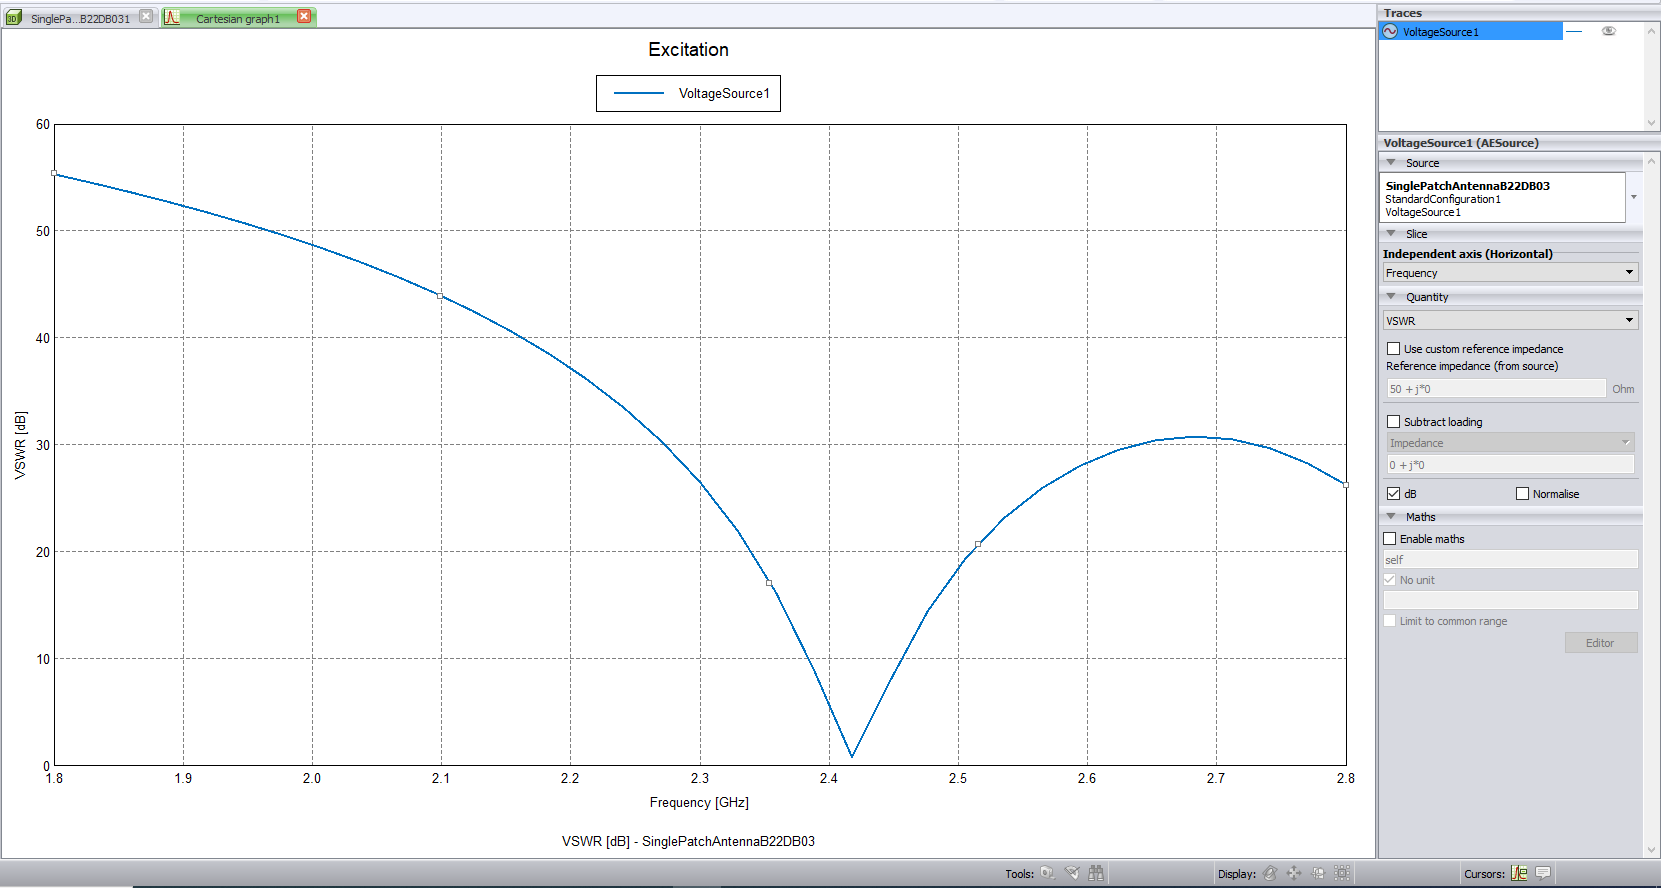 SinglePa...B22DB031
Cartesian graph1
Excitation
VoltageSource1
60
50
40
30
20
10
0
VSWR [dB]
1.8 1.9 2.0 2.1 2.2 2.3 2.4 2.5 2.6 2.7 2.8
Frequency [GHz]
VSWR [dB] - SinglePatchAntennaB22DB03
Traces
VoltageSource1
VoltageSource1 (AESource)
Source
SinglePatchAntennaB22DB03
StandardConfiguration1
VoltageSource1
Slice
Independent axis (Horizontal)
Frequency
Quantity
VSWR
Use custom reference impedance
Reference impedance (from source)
50 +j*0 Ohm
Subtract loading
Impedance
0 +j*0
dB Normalise
Maths
Enable maths
self
No unit
Limit to common range
Editor
Tools: Display: Cursors: